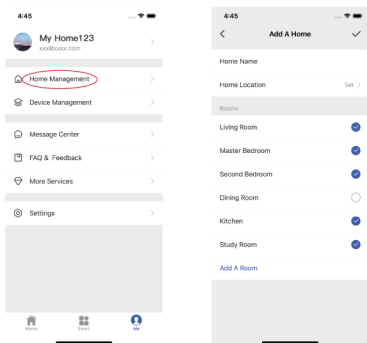 4:45
My Home123
xxx@xxxx.com
Home Management
Device Management
Message Center
FAQ & Feedback
More Services
Settings
Home
Smart
Me
4:45
Add A Home
Home Name
Home Location
Set
Rooms
Living Room
Master Bedroom
Second Bedroom
Dining Room
Kitchen
Study Room
Add A Room